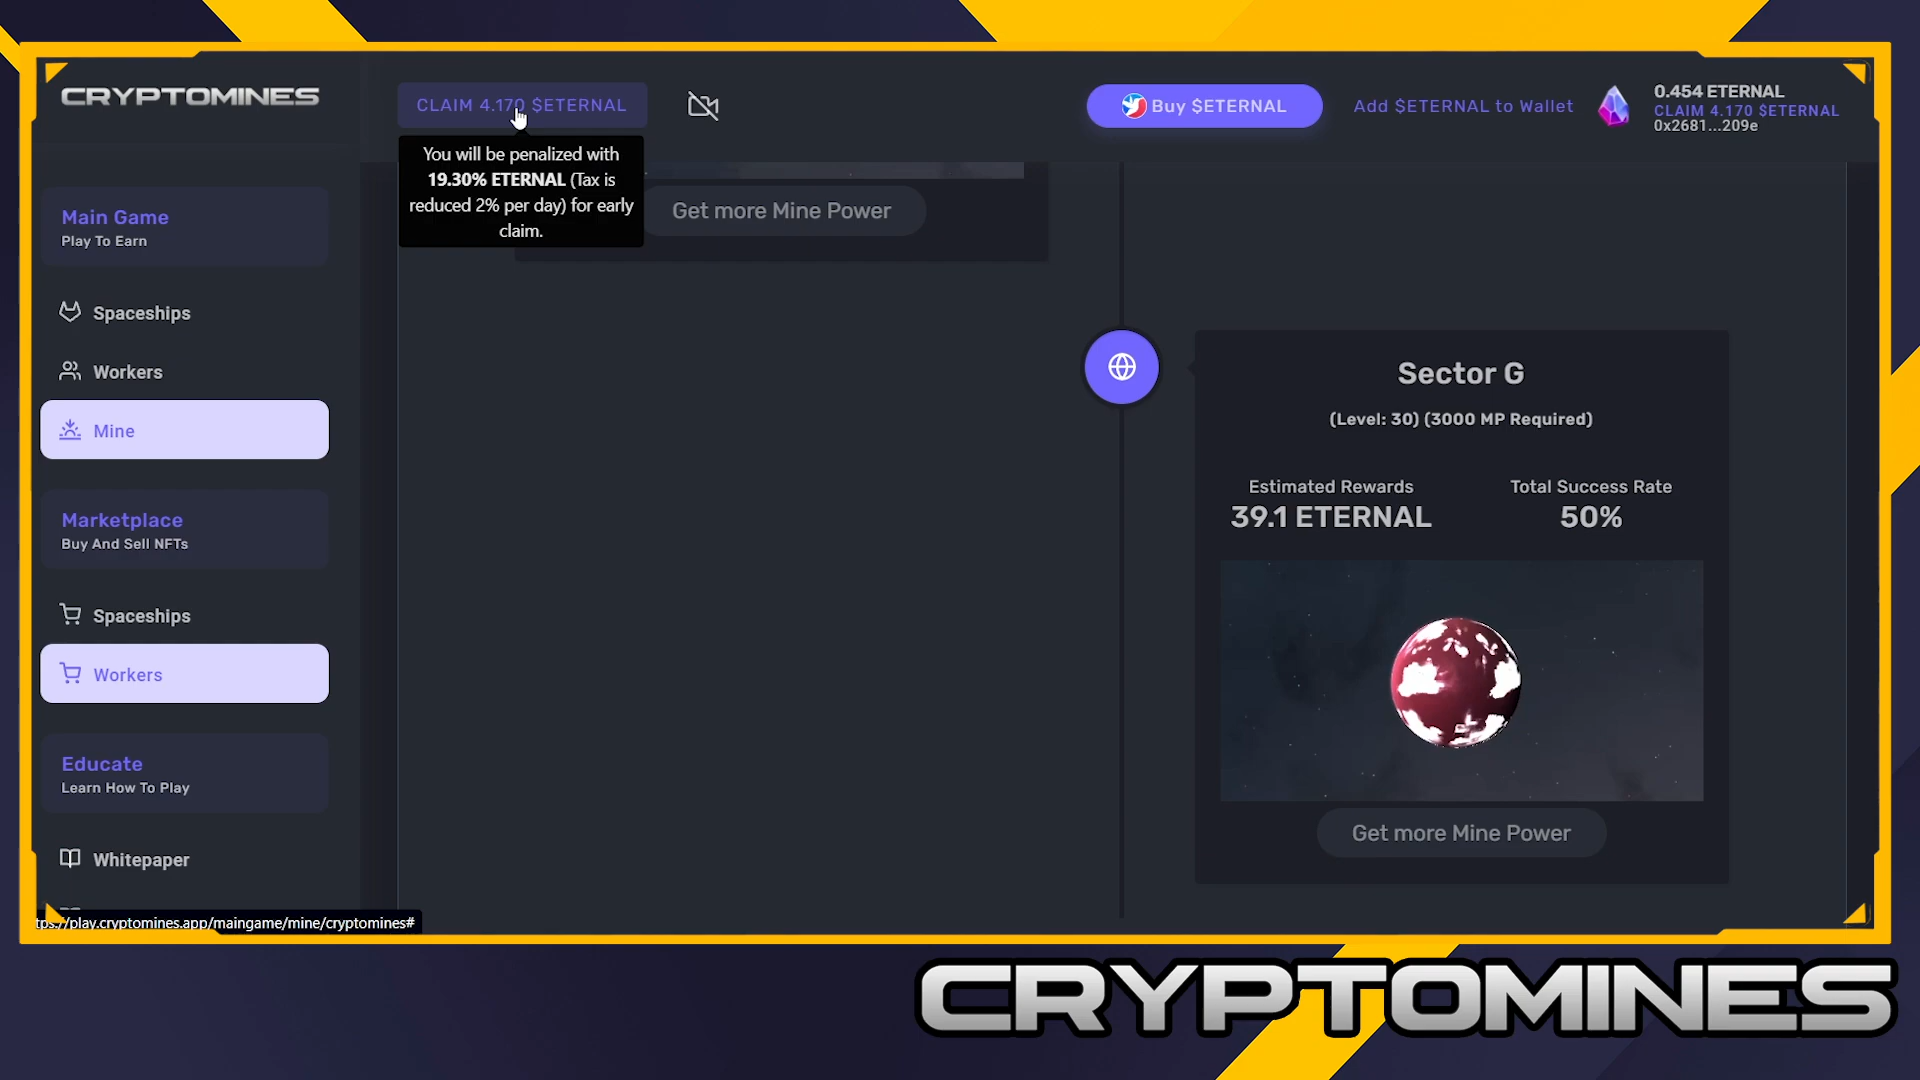 CRYPTOMINES
CLAIM 4.170 $ETERNAL
Buy $ETERNAL
Add $ETERNAL to Wallet
0.454 ETERNAL
CLAIM 4.170 $ETERNAL
0x2681...209e
You will be penalized with
19.30% ETERNAL (Tax is
reduced 2% per day) for early
claim.
Get more Mine Power
Main Game
Play To Earn
Spaceships
Workers
Mine
Marketplace
Buy And Sell NFTs
Spaceships
Workers
Educate
Learn How To Play
Whitepaper
Sector G
(Level: 30) (3000 MP Required)
Estimated Rewards
39.1 ETERNAL
Total Success Rate
50%
Get more Mine Power
tps://play.cryptomines.app/maingame/mine/cryptomines#
CRYPTOMINES